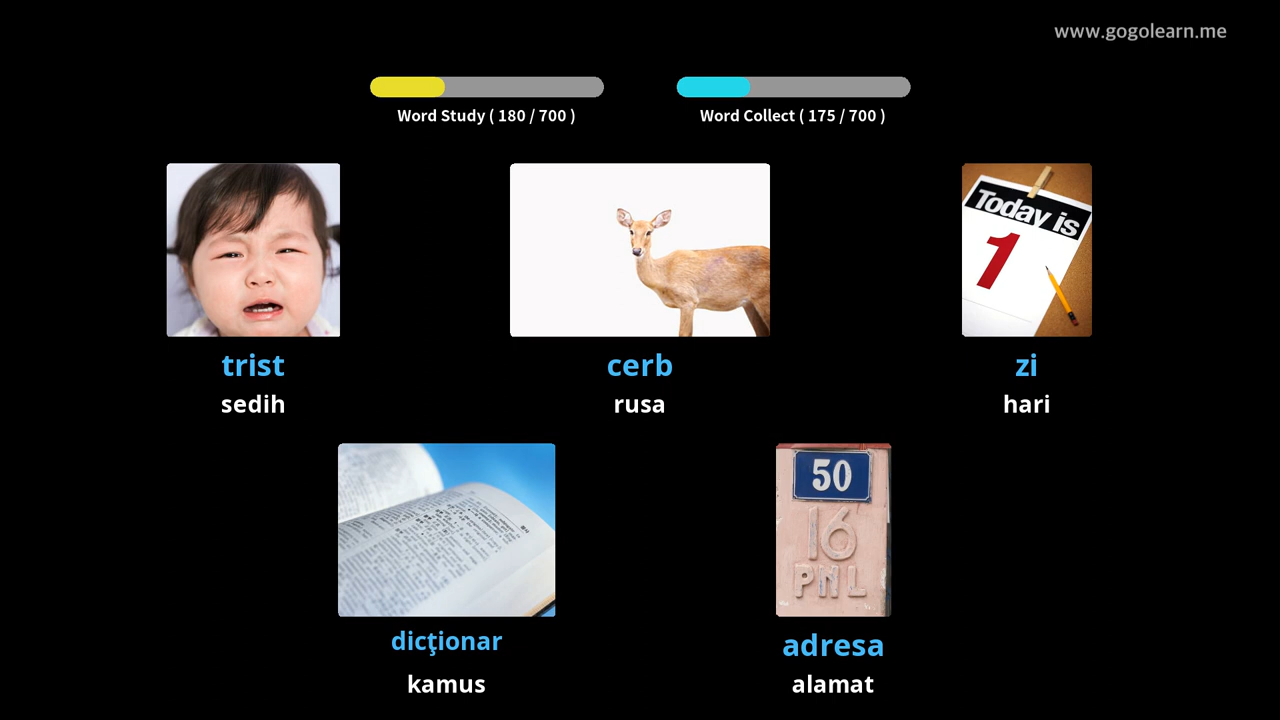 www.gogolearn.me
Word Study ( 180 / 700 )
Word Collect ( 175 / 700 )
Today is
1
trist
sedih
cerb
rusa
zi
hari
50
16
PNL
dicţionar
kamus
adresa
alamat